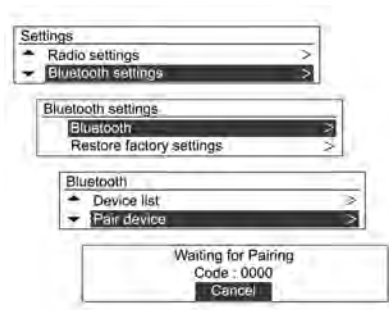 Settings
Radio settings >
Bluetooth settings >
Bluetooth settings
Bluetooth >
Restore factory settings >
Bluetooth
Device list >
Pair device >
Waiting for Pairing
Code : 0000
Cancel